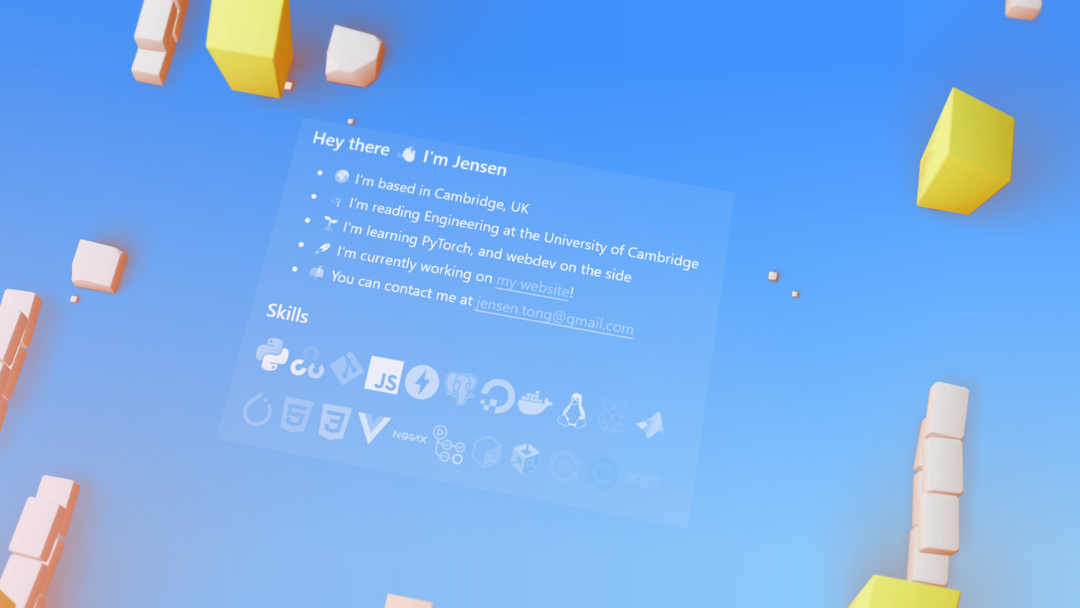 Hey there 👋 I'm Jensen
I'm based in Cambridge, UK
I'm reading Engineering at the University of Cambridge
I'm learning PyTorch, and webdev on the side
I'm currently working on my website!
You can contact me at jensen.tong@gmail.com
Skills
JS
5 3 NGINX